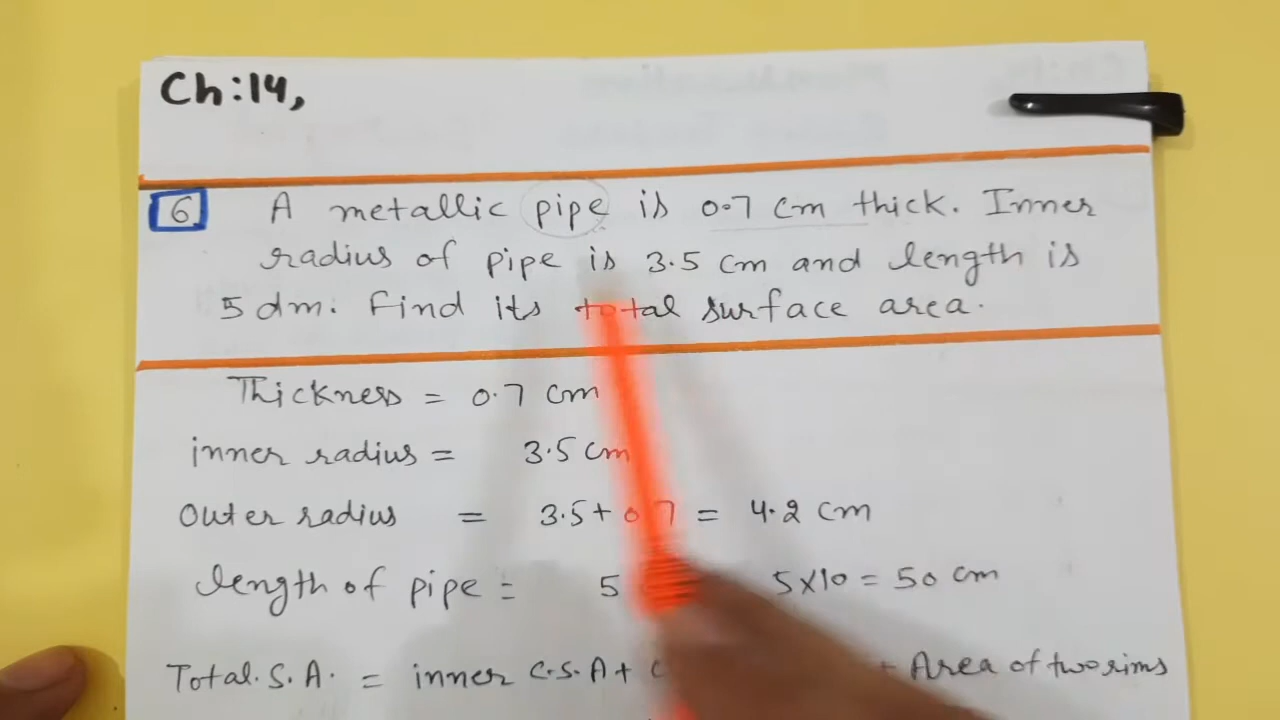 Ch:14,
6 A metallic pipe is 0.7 cm thick. Inner
radius of pipe is 3.5 cm and length is
5 dm. Find its total surface area.
Thickness = 0.7 cm
inner radius = 3.5 cm
Outer radius = 3.5 + 0.7 = 4.2 cm
length of pipe = 5 5×10 = 50 cm
Total.S.A. = inner C.S.A + + Area of two rims